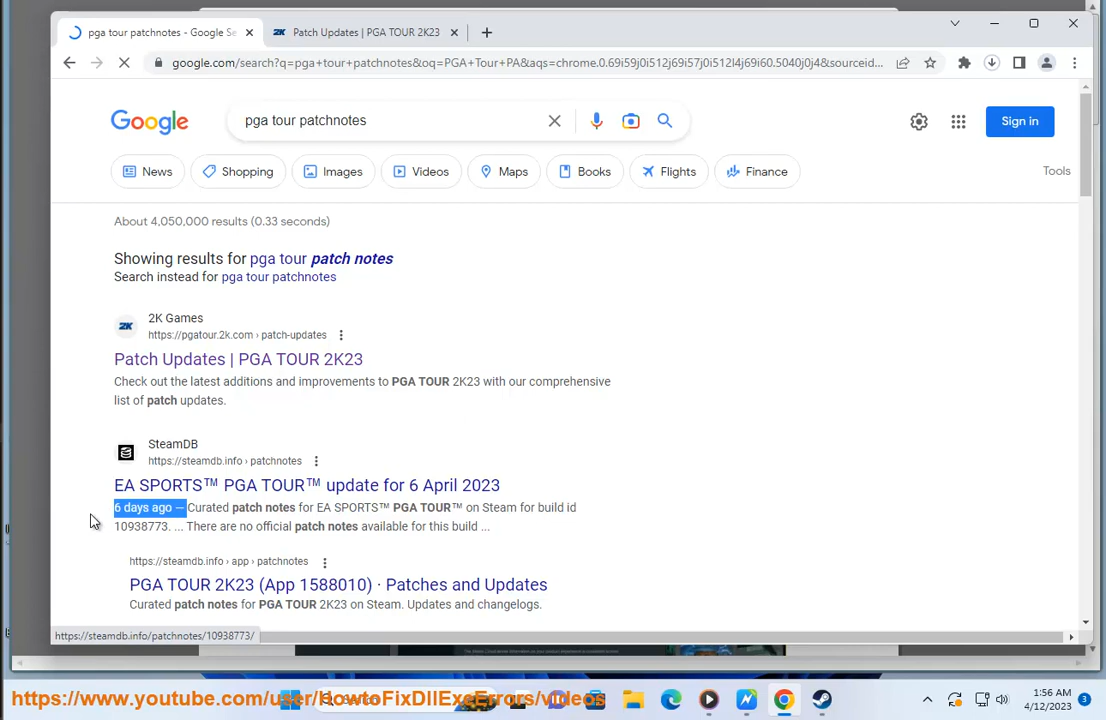 pga tour patchnotes - Google Se
Patch Updates | PGA TOUR 2K23
google.com/search?q=pga+tour+patchnotes&oq=PGA+Tour+PA&aqs=chrome.0.69i59j0i512j69i57j0i512l4j69i60.5040j0j4&sourceid...
Google
pga tour patchnotes
Sign in
News
Shopping
Images
Videos
Maps
Books
Flights
Finance
Tools
About 4,050,000 results (0.33 seconds)
Showing results for pga tour patch notes
Search instead for pga tour patchnotes
2K
2K Games
https://pgatour.2k.com › patch-updates
Patch Updates | PGA TOUR 2K23
Check out the latest additions and improvements to PGA TOUR 2K23 with our comprehensive
list of patch updates.
SteamDB
https://steamdb.info › patchnotes
EA SPORTS™ PGA TOUR™ update for 6 April 2023
6 days ago — Curated patch notes for EA SPORTS™ PGA TOUR™ on Steam for build id
10938773. ... There are no official patch notes available for this build ...
https://steamdb.info › app › patchnotes
PGA TOUR 2K23 (App 1588010) · Patches and Updates
Curated patch notes for PGA TOUR 2K23 on Steam. Updates and changelogs.
https://steamdb.info/patchnotes/10938773/
https://www.youtube.com/user/HowtoFixDllExeErrors/videos
1:56 AM
4/12/2023
3